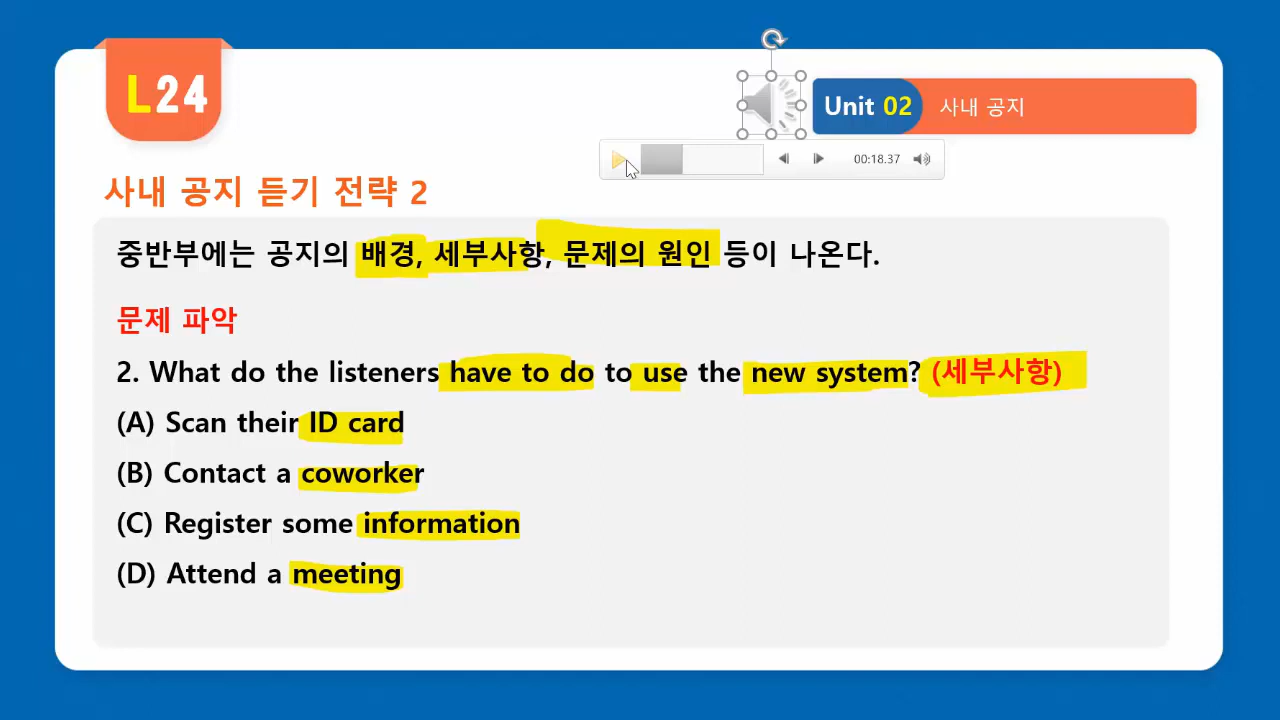 L24
Unit 02 사내 공지
00:18.37
사내 공지 듣기 전략 2
중반부에는 공지의 배경, 세부사항, 문제의 원인 등이 나온다.
문제 파악
2. What do the listeners have to do to use the new system? (세부사항)
(A) Scan their ID card
(B) Contact a coworker
(C) Register some information
(D) Attend a meeting